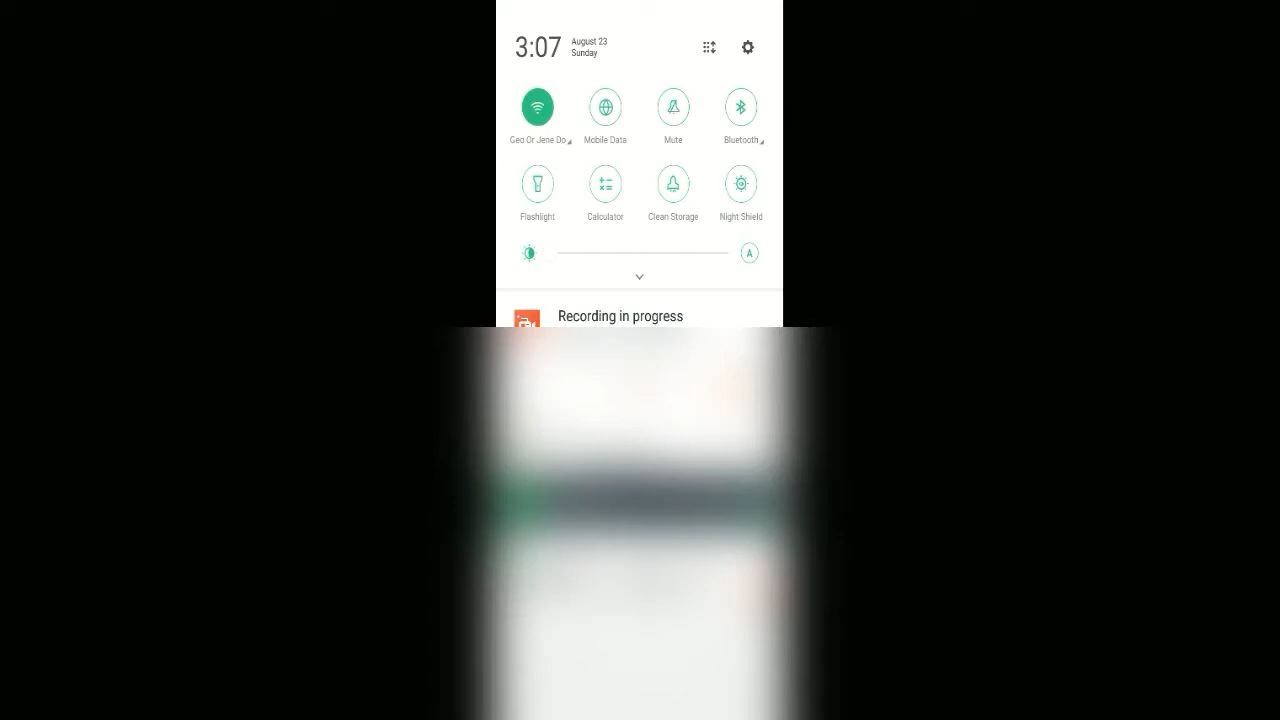 3:07 August 23
Sunday
Geo Or Jene Do
Mobile Data
Mute
Bluetooth
Flashlight
Calculator
Clean Storage
Night Shield
A
Recording in progress